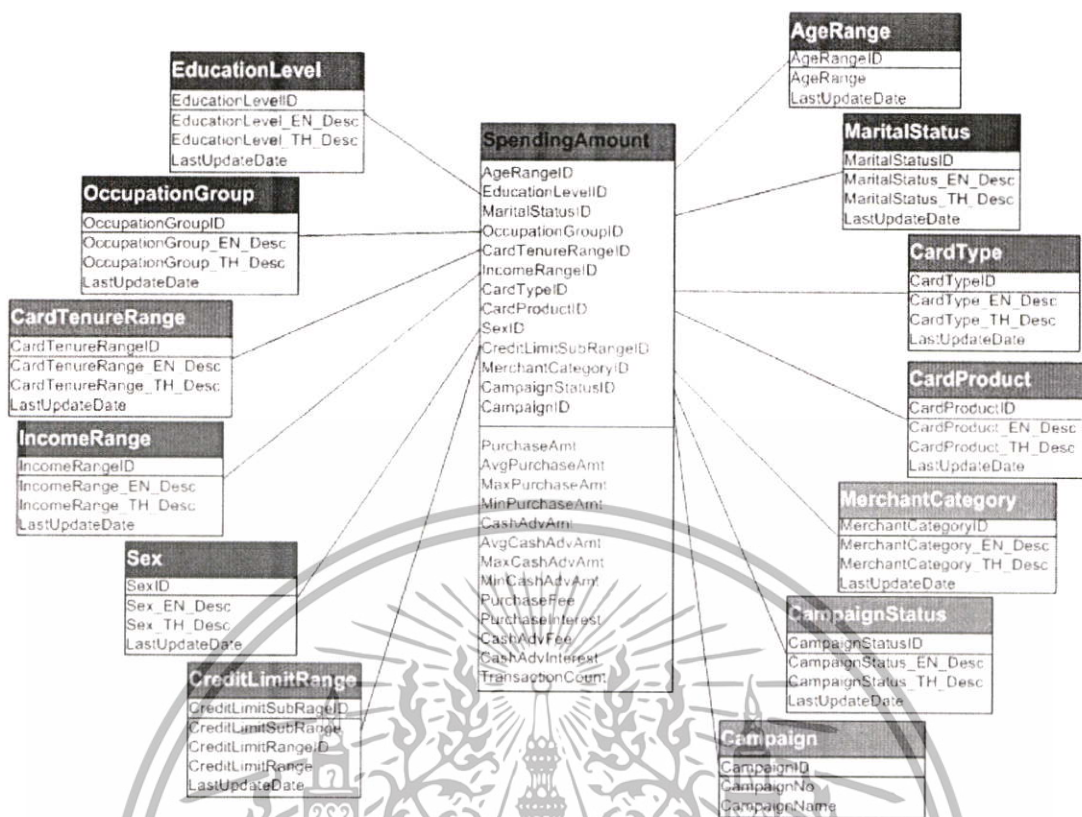 EducationLevel
EducationLevelID
EducationLevel_EN_Desc
EducationLevel_TH_Desc
LastUpdateDate
OccupationGroup
OccupationGroupID
OccupationGroup_EN_Desc
OccupationGroup_TH_Desc
LastUpdateDate
CardTenureRange
CardTenureRangeID
CardTenureRange_EN_Desc
CardTenureRange_TH_Desc
LastUpdateDate
IncomeRange
IncomeRangeID
IncomeRange_EN_Desc
IncomeRange_TH_Desc
LastUpdateDate
Sex
SexID
Sex_EN_Desc
Sex_TH_Desc
LastUpdateDate
CreditLimitRange
CreditLimitSubRageID
CreditLimitSubRange
CreditLimitRangeID
CreditLimitRange
LastUpdateDate
SpendingAmount
AgeRangeID
EducationLevelID
MaritalStatusID
OccupationGroupID
CardTenureRangeID
IncomeRangeID
CardTypeID
CardProductID
SexID
CreditLimitSubRangeID
MerchantCategoryID
CampaignStatusID
CampaignID
PurchaseAmt
AvgPurchaseAmt
MaxPurchaseAmt
MinPurchaseAmt
CashAdvAmt
AvgCashAdvAmt
MaxCashAdvAmt
MinCashAdvAmt
PurchaseFee
PurchaseInterest
CashAdvFee
CashAdvInterest
TransactionCount
AgeRange
AgeRangeID
AgeRange
LastUpdateDate
MaritalStatus
MaritalStatusID
MaritalStatus_EN_Desc
MaritalStatus_TH_Desc
LastUpdateDate
CardType
CardTypeID
CardType_EN_Desc
CardType_TH_Desc
LastUpdateDate
CardProduct
CardProductID
CardProduct_EN_Desc
CardProduct_TH_Desc
LastUpdateDate
MerchantCategory
MerchantCategoryID
MerchantCategory_EN_Desc
MerchantCategory_TH_Desc
LastUpdateDate
CampaignStatus
CampaignStatusID
CampaignStatus_EN_Desc
CampaignStatus_TH_Desc
LastUpdateDate
Campaign
CampaignID
CampaignNo
CampaignName